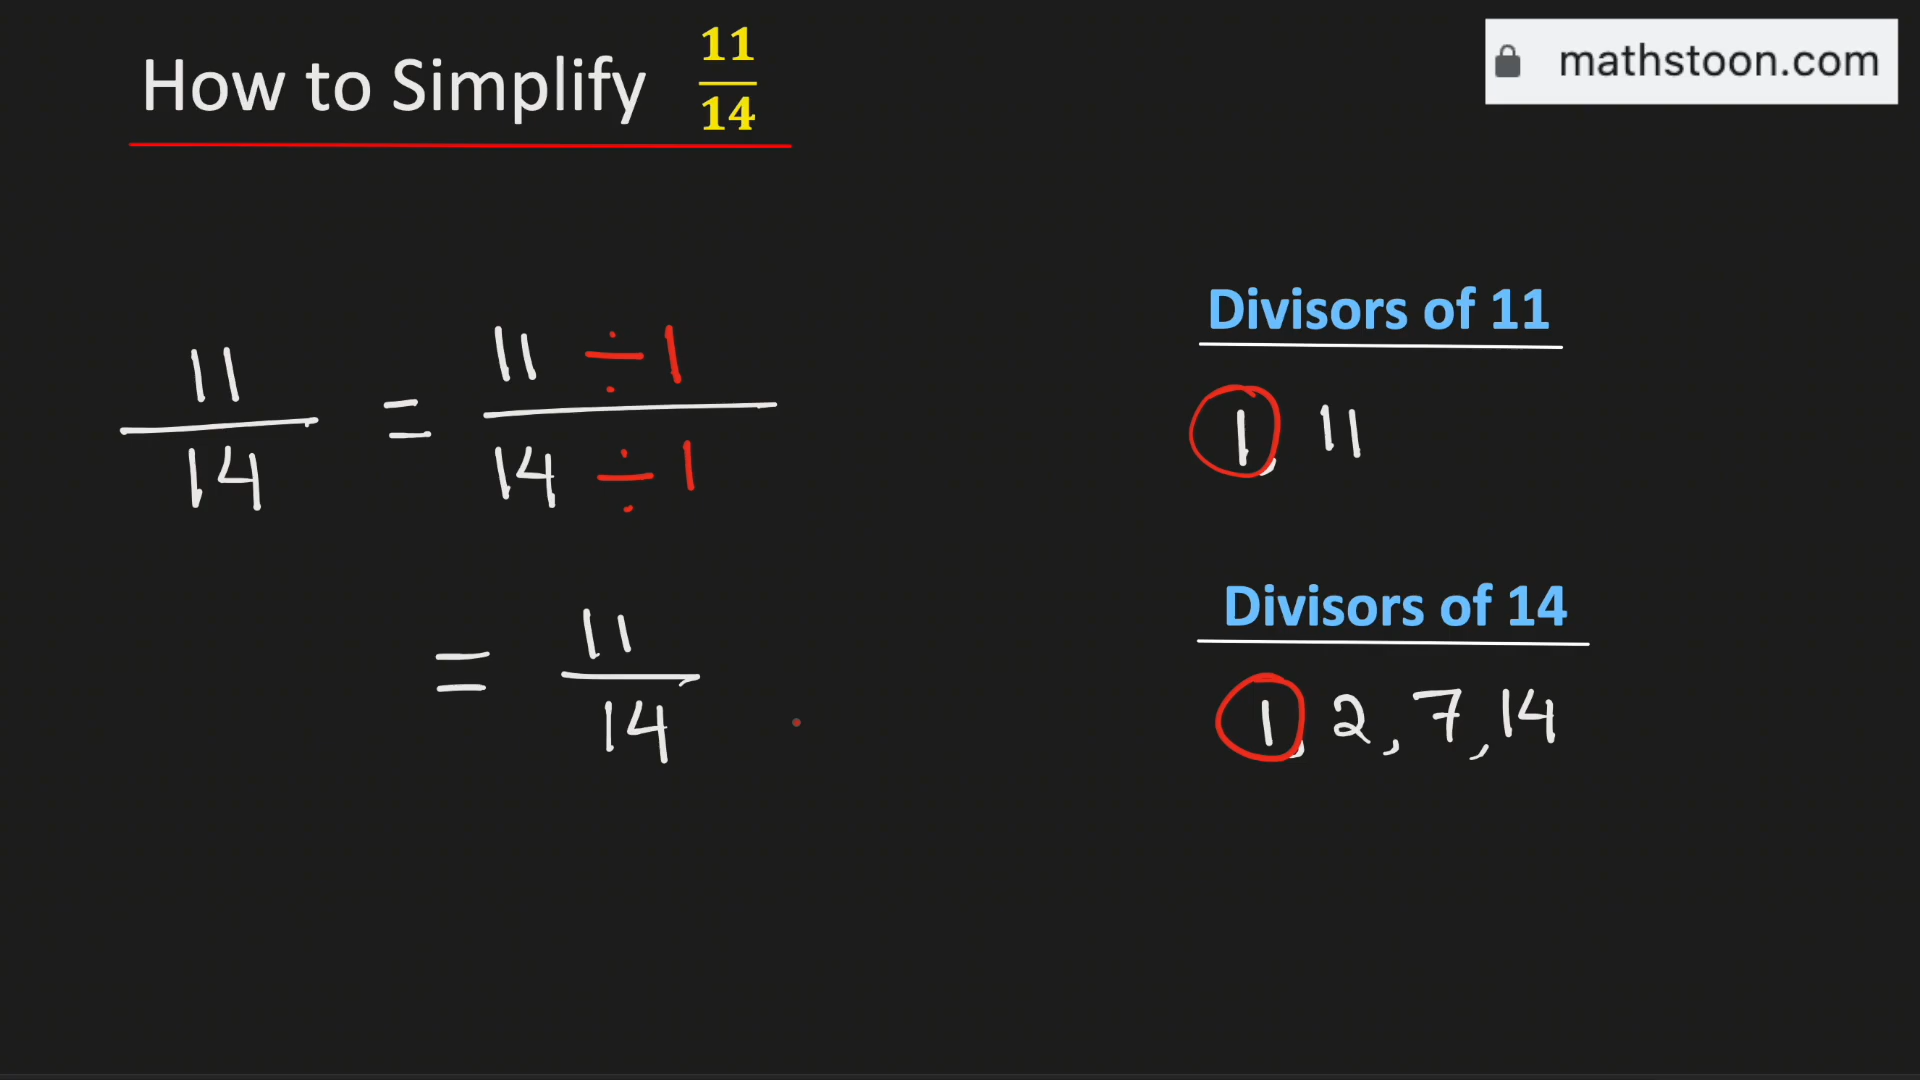 How to Simplify 11/14
mathstoon.com
11/14 = 11 ÷ 1 / 14 ÷ 1
= 11/14
Divisors of 11
1, 11
Divisors of 14
1, 2, 7, 14